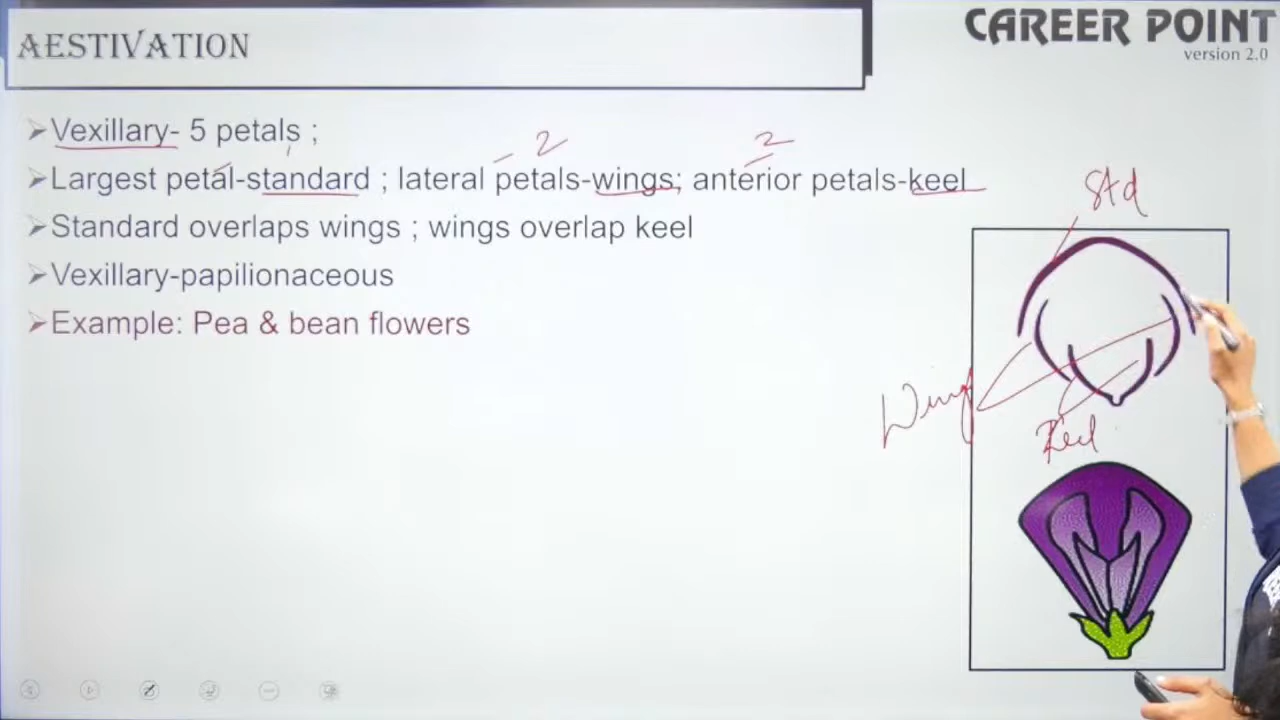 AESTIVATION
CAREER POINT
version 2.0
Vexillary- 5 petals ;
2 2
Largest petal-standard ; lateral petals-wings; anterior petals-keel
Std
Standard overlaps wings ; wings overlap keel
Vexillary-papilionaceous
Example: Pea & bean flowers
Wing
Keel